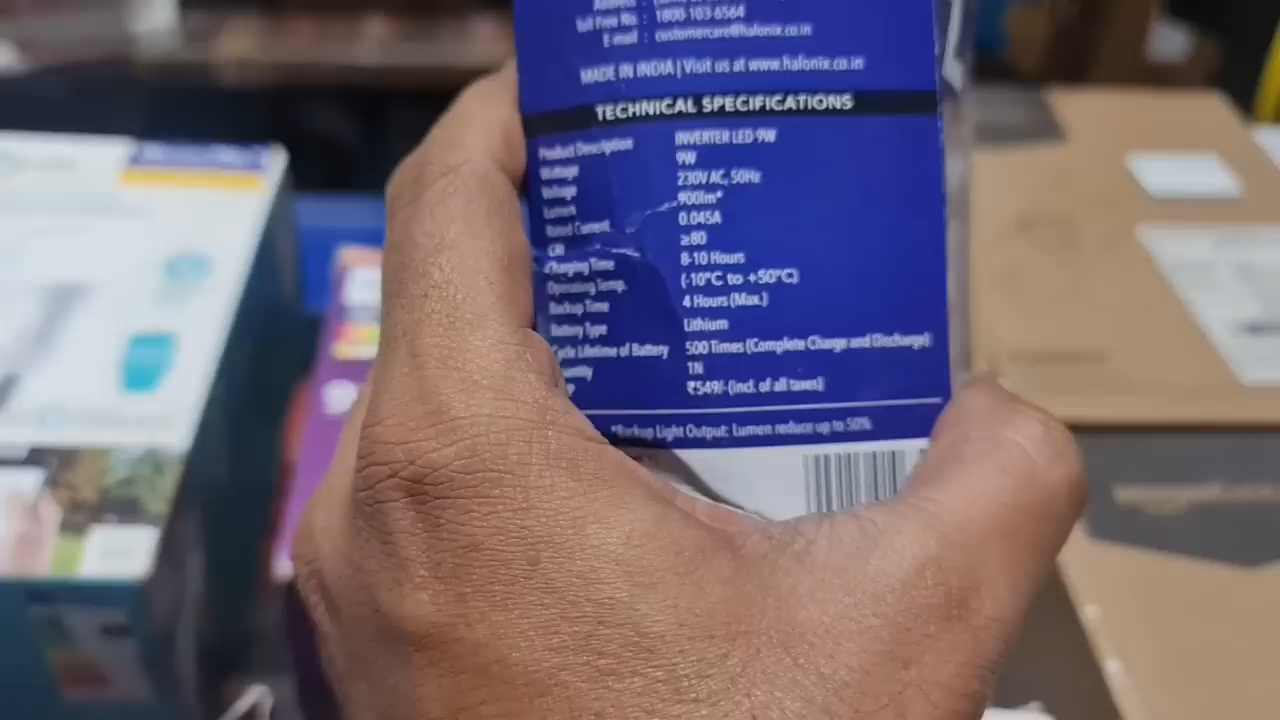 Toll Free No. : 1800 103 6564
E-mail : customercare@halonix.co.in
MADE IN INDIA | Visit us at www.halonix.co.in
TECHNICAL SPECIFICATIONS
Product Description INVERTER LED 9W
Wattage 9W
Voltage 230V AC, 50Hz
Lumen 900lm*
Rated Current 0.045A
CRI ≥80
Charging Time 8-10 Hours
Operating Temp. (-10°C to +50°C)
Backup Time 4 Hours (Max.)
Battery Type Lithium
Cycle Lifetime of Battery 500 Times (Complete Charge and Discharge)
1N
₹549/- (incl. of all taxes)
*Backup Light Output: Lumen reduce up to 50%